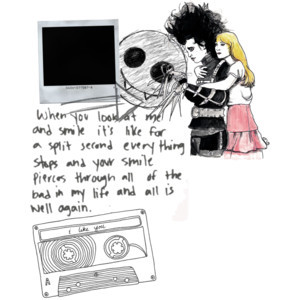 When you look at me
and smile it's like for
a split second everything
stops and your smile
pierces through all of the
bad in my life and all is
well again.
I like you